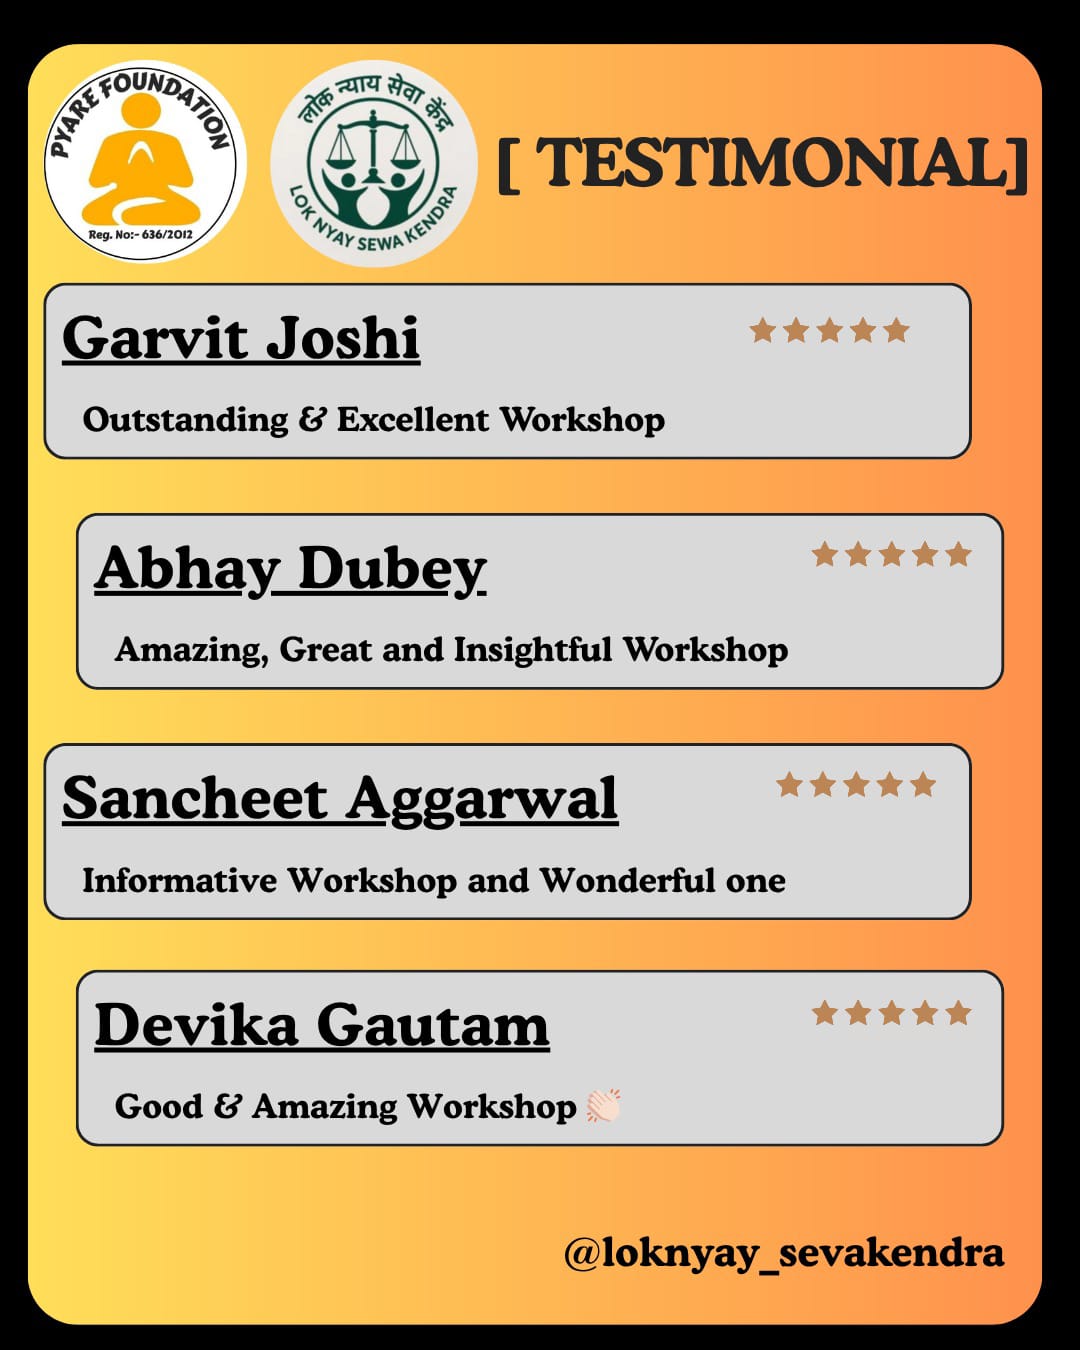 PYARE FOUNDATION
Reg. No:- 636/2012
लोक न्याय सेवा केंद्र
LOK NYAY SEWA KENDRA
[ TESTIMONIAL]
Garvit Joshi
Outstanding & Excellent Workshop
Abhay Dubey
Amazing, Great and Insightful Workshop
Sancheet Aggarwal
Informative Workshop and Wonderful one
Devika Gautam
Good & Amazing Workshop 👏🏻
@loknyay_sevakendra